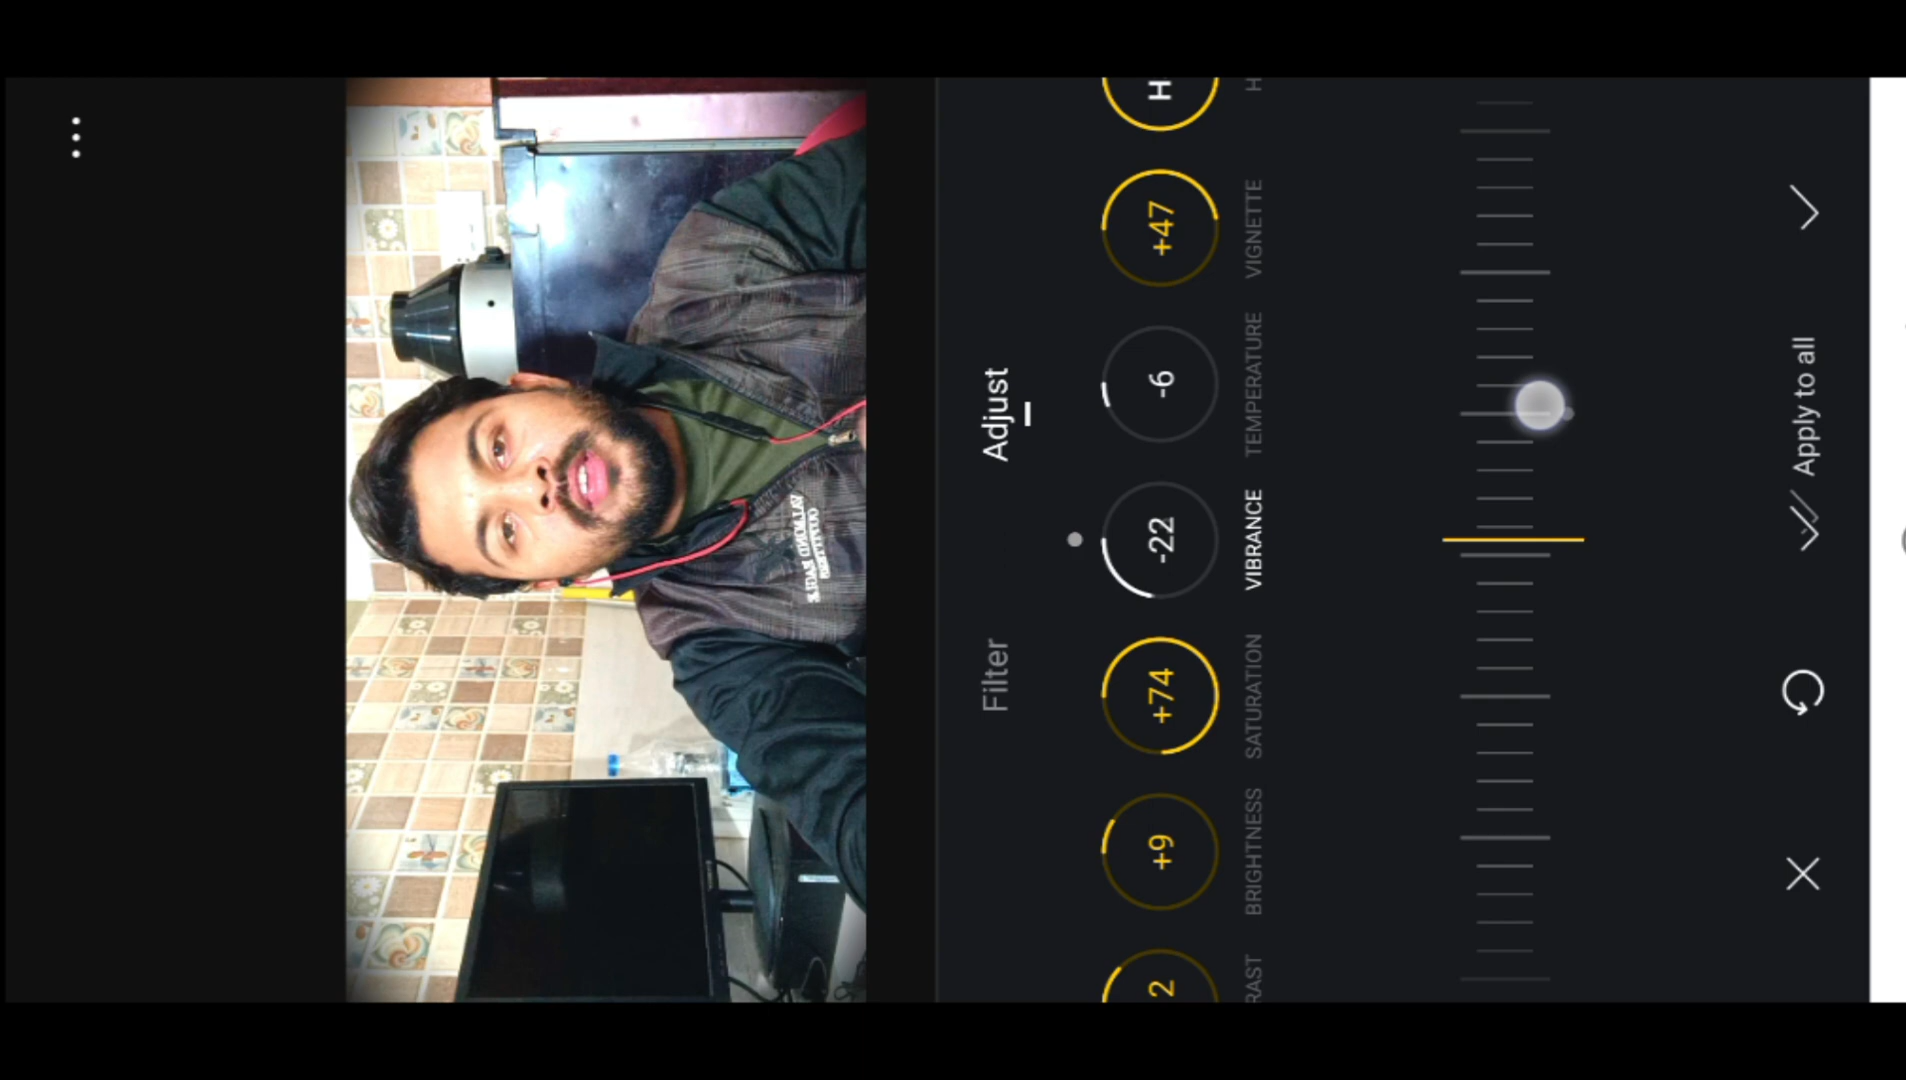 Filter
Adjust
2
+9
+74
-22
-6
+47
H
RAST
BRIGHTNESS
SATURATION
VIBRANCE
TEMPERATURE
VIGNETTE
H
Apply to all